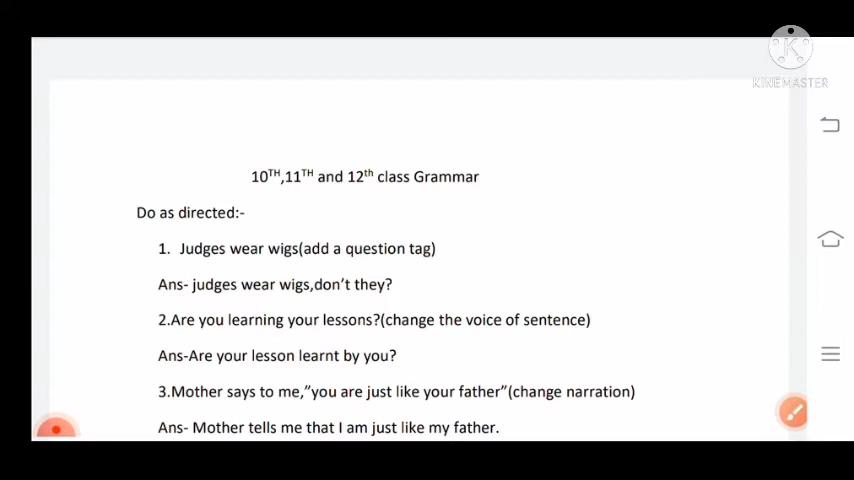 KINEMASTER
10TH,11TH and 12th class Grammar
Do as directed:-
1. Judges wear wigs(add a question tag)
Ans- judges wear wigs,don't they?
2.Are you learning your lessons?(change the voice of sentence)
Ans-Are your lesson learnt by you?
3.Mother says to me,"you are just like your father"(change narration)
Ans- Mother tells me that I am just like my father.